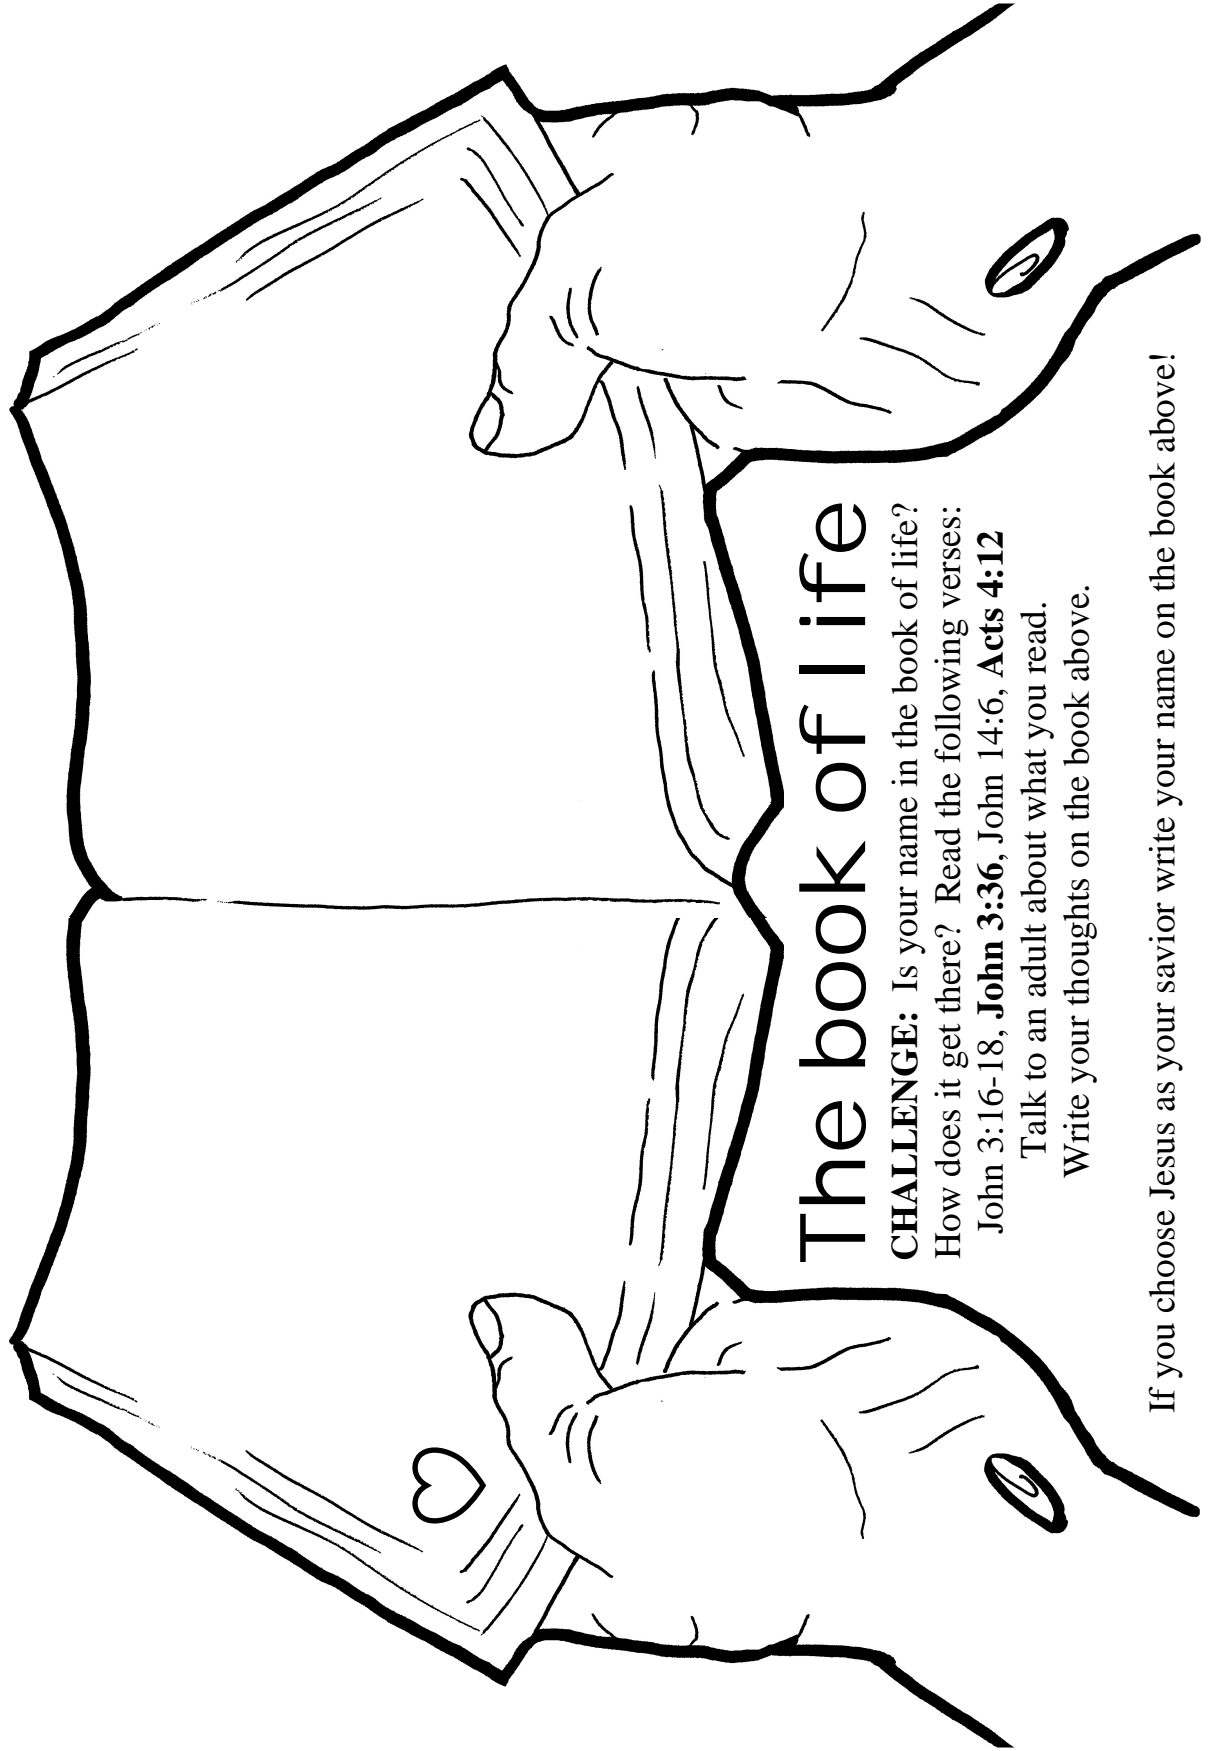 The book of life
CHALLENGE: Is your name in the book of life?
How does it get there? Read the following verses:
John 3:16-18, John 3:36, John 14:6, Acts 4:12
Talk to an adult about what you read.
Write your thoughts on the book above.
If you choose Jesus as your savior write your name on the book above!